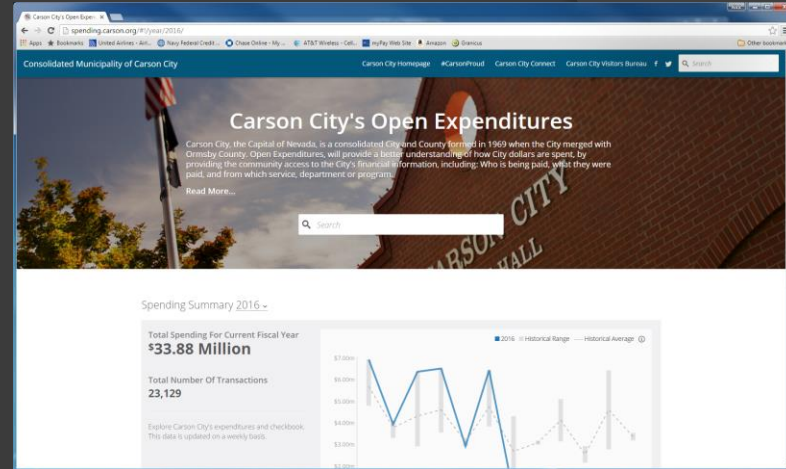 Carson City's Open Expen
spending.carson.org/#!/year/2016/
Apps
Bookmarks
United Airlines - Airl...
Navy Federal Credit ...
Chase Online - My ...
AT&T Wireless - Cell...
myPay Web Site
Amazon
Granicus
Other bookmark
Consolidated Municipality of Carson City
Carson City Homepage
#CarsonProud
Carson City Connect
Carson City Visitors Bureau
Search
Carson City's Open Expenditures
Carson City, the Capital of Nevada, is a consolidated City and County formed in 1969 when the City merged with
Ormsby County. Open Expenditures, will provide a better understanding of how City dollars are spent, by
providing the community access to the City's financial information, including: Who is being paid, what they were
paid, and from which service, department or program.
Read More...
Search
CARSON CITY
HALL
Spending Summary 2016
Total Spending For Current Fiscal Year
$33.88 Million
Total Number Of Transactions
23,129
Explore Carson City's expenditures and checkbook.
This data is updated on a weekly basis.
2016
Historical Range
Historical Average
$7.00m
$6.00m
$5.00m
$4.00m
$3.00m
$2.00m